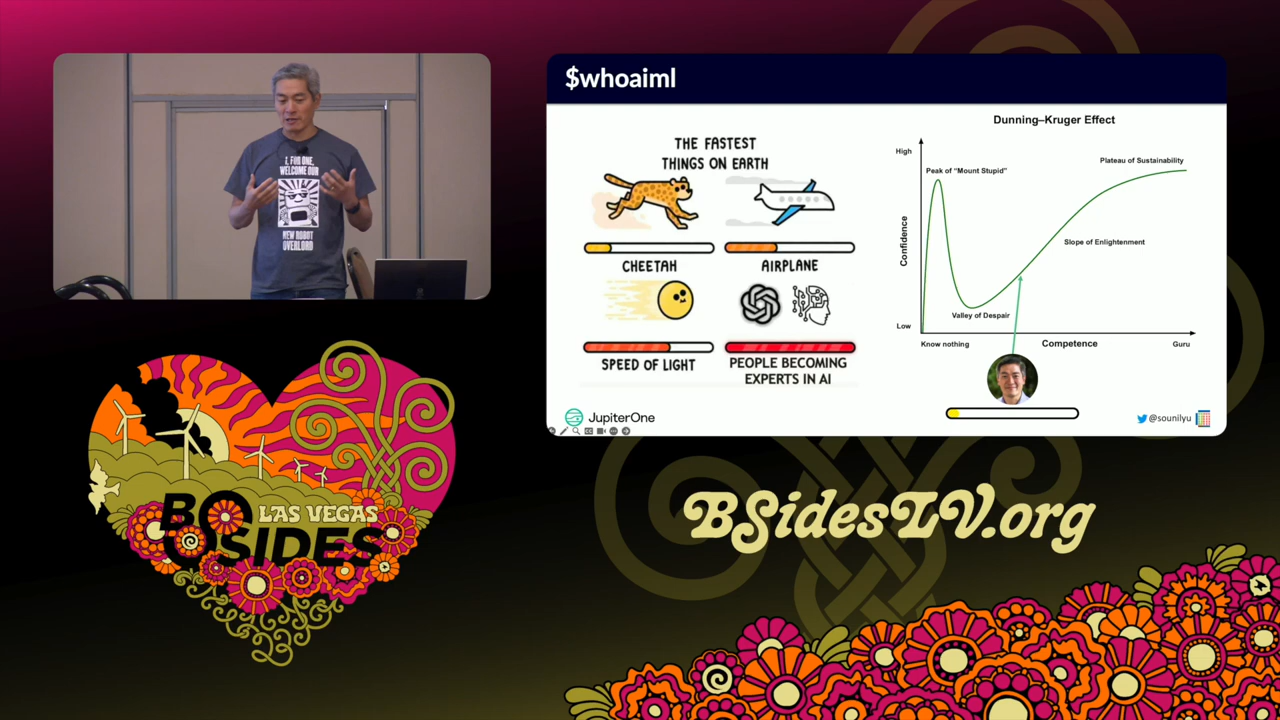 $whoaiml
I, FOR ONE,
WELCOME OUR
NEW ROBOT
OVERLORD
THE FASTEST
THINGS ON EARTH
CHEETAH
AIRPLANE
SPEED OF LIGHT
PEOPLE BECOMING
EXPERTS IN AI
Dunning–Kruger Effect
High
Peak of "Mount Stupid"
Plateau of Sustainability
Confidence
Slope of Enlightenment
Valley of Despair
Low
Know nothing
Competence
Guru
JupiterOne
@sounilyu
LAS VEGAS
BSIDES
23
BSidesLV.org